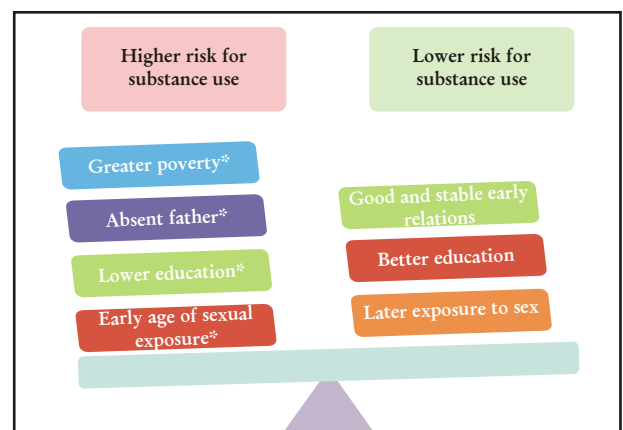 Higher risk for
substance use
Lower risk for
substance use
Greater poverty*
Absent father*
Lower education*
Early age of sexual
exposure*
Good and stable early
relations
Better education
Later exposure to sex